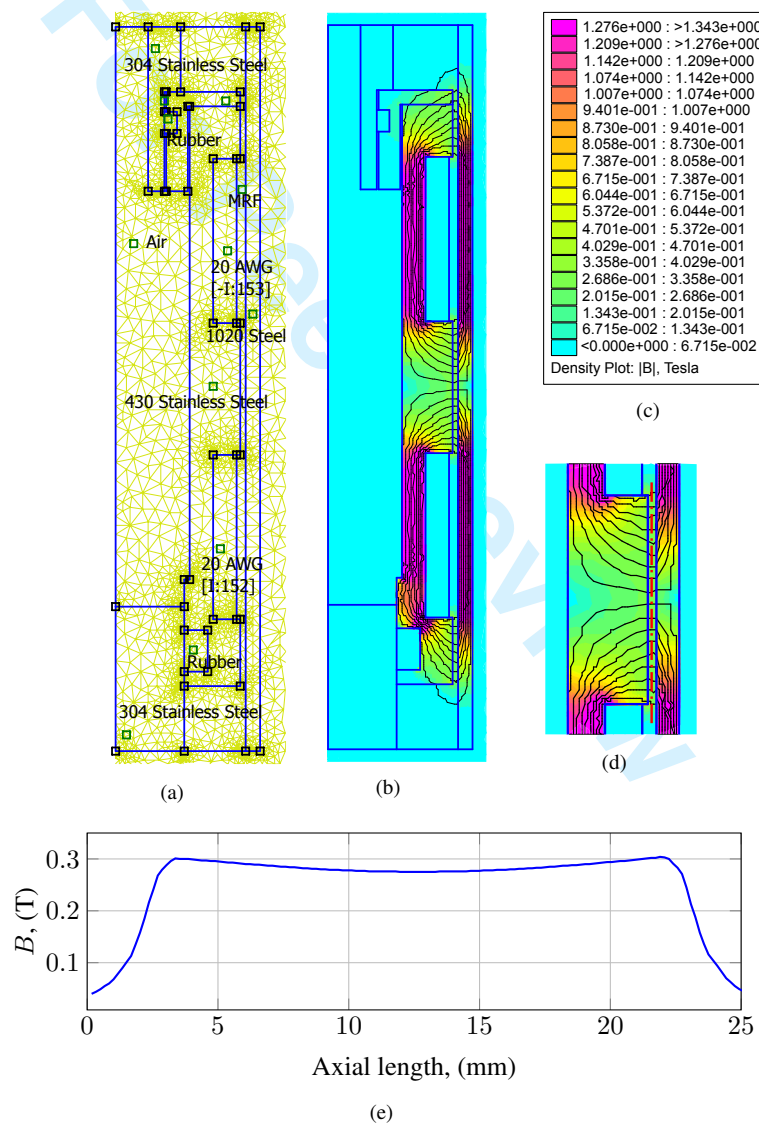 304 Stainless Steel
Rubber
MRF
Air
20 AWG
[-I:153]
1020 Steel
430 Stainless Steel
20 AWG
[I:152]
Rubber
304 Stainless Steel
(a)
(b)
1.276e+000 : >1.343e+000
1.209e+000 : >1.276e+000
1.142e+000 : 1.209e+000
1.074e+000 : 1.142e+000
1.007e+000 : 1.074e+000
9.401e-001 : 1.007e+000
8.730e-001 : 9.401e-001
8.058e-001 : 8.730e-001
7.387e-001 : 8.058e-001
6.715e-001 : 7.387e-001
6.044e-001 : 6.715e-001
5.372e-001 : 6.044e-001
4.701e-001 : 5.372e-001
4.029e-001 : 4.701e-001
3.358e-001 : 4.029e-001
2.686e-001 : 3.358e-001
2.015e-001 : 2.686e-001
1.343e-001 : 2.015e-001
6.715e-002 : 1.343e-001
<0.000e+000 : 6.715e-002
Density Plot: |B|, Tesla
(c)
(d)
B, (T)
0.3
0.2
0.1
0
5
10
15
20
25
Axial length, (mm)
(e)